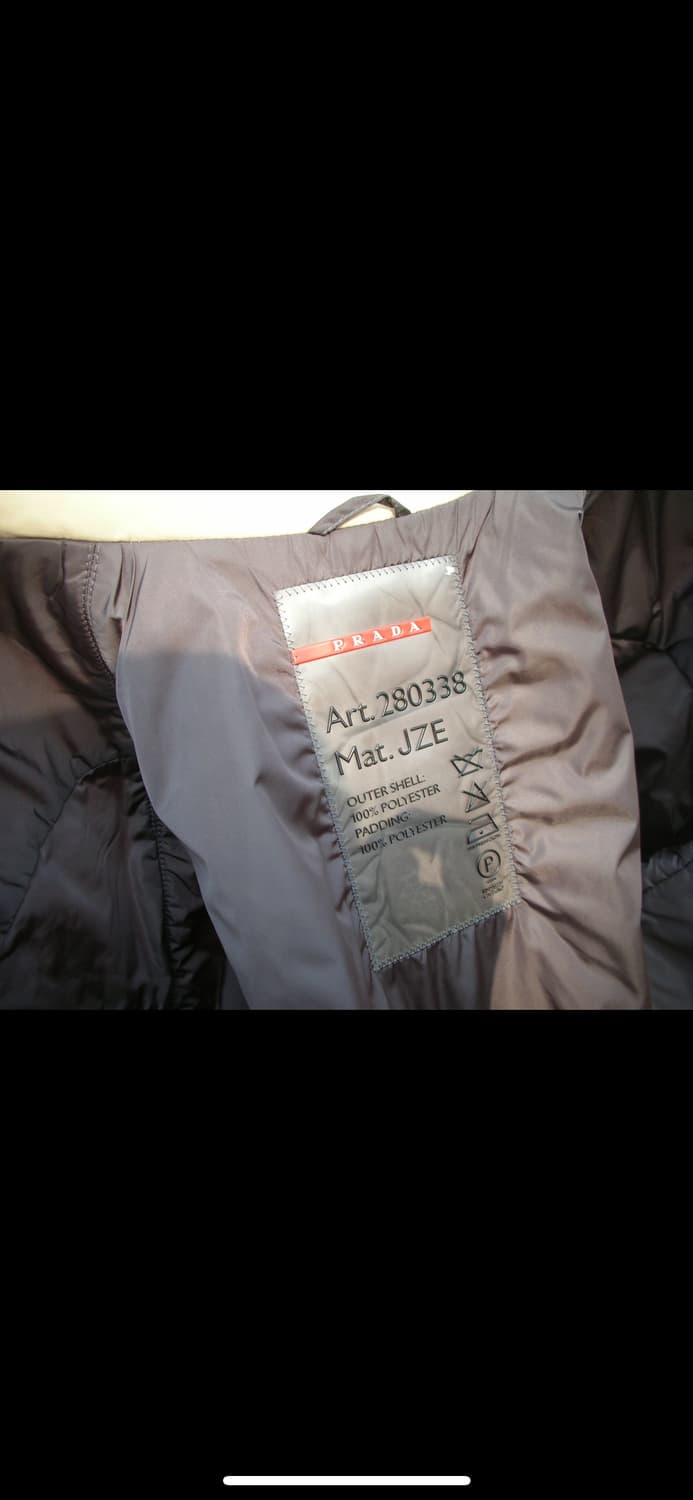 PRADA
Art. 280338
Mat. JZE
OUTER SHELL:
100% POLYESTER
PADDING:
100% POLYESTER
P